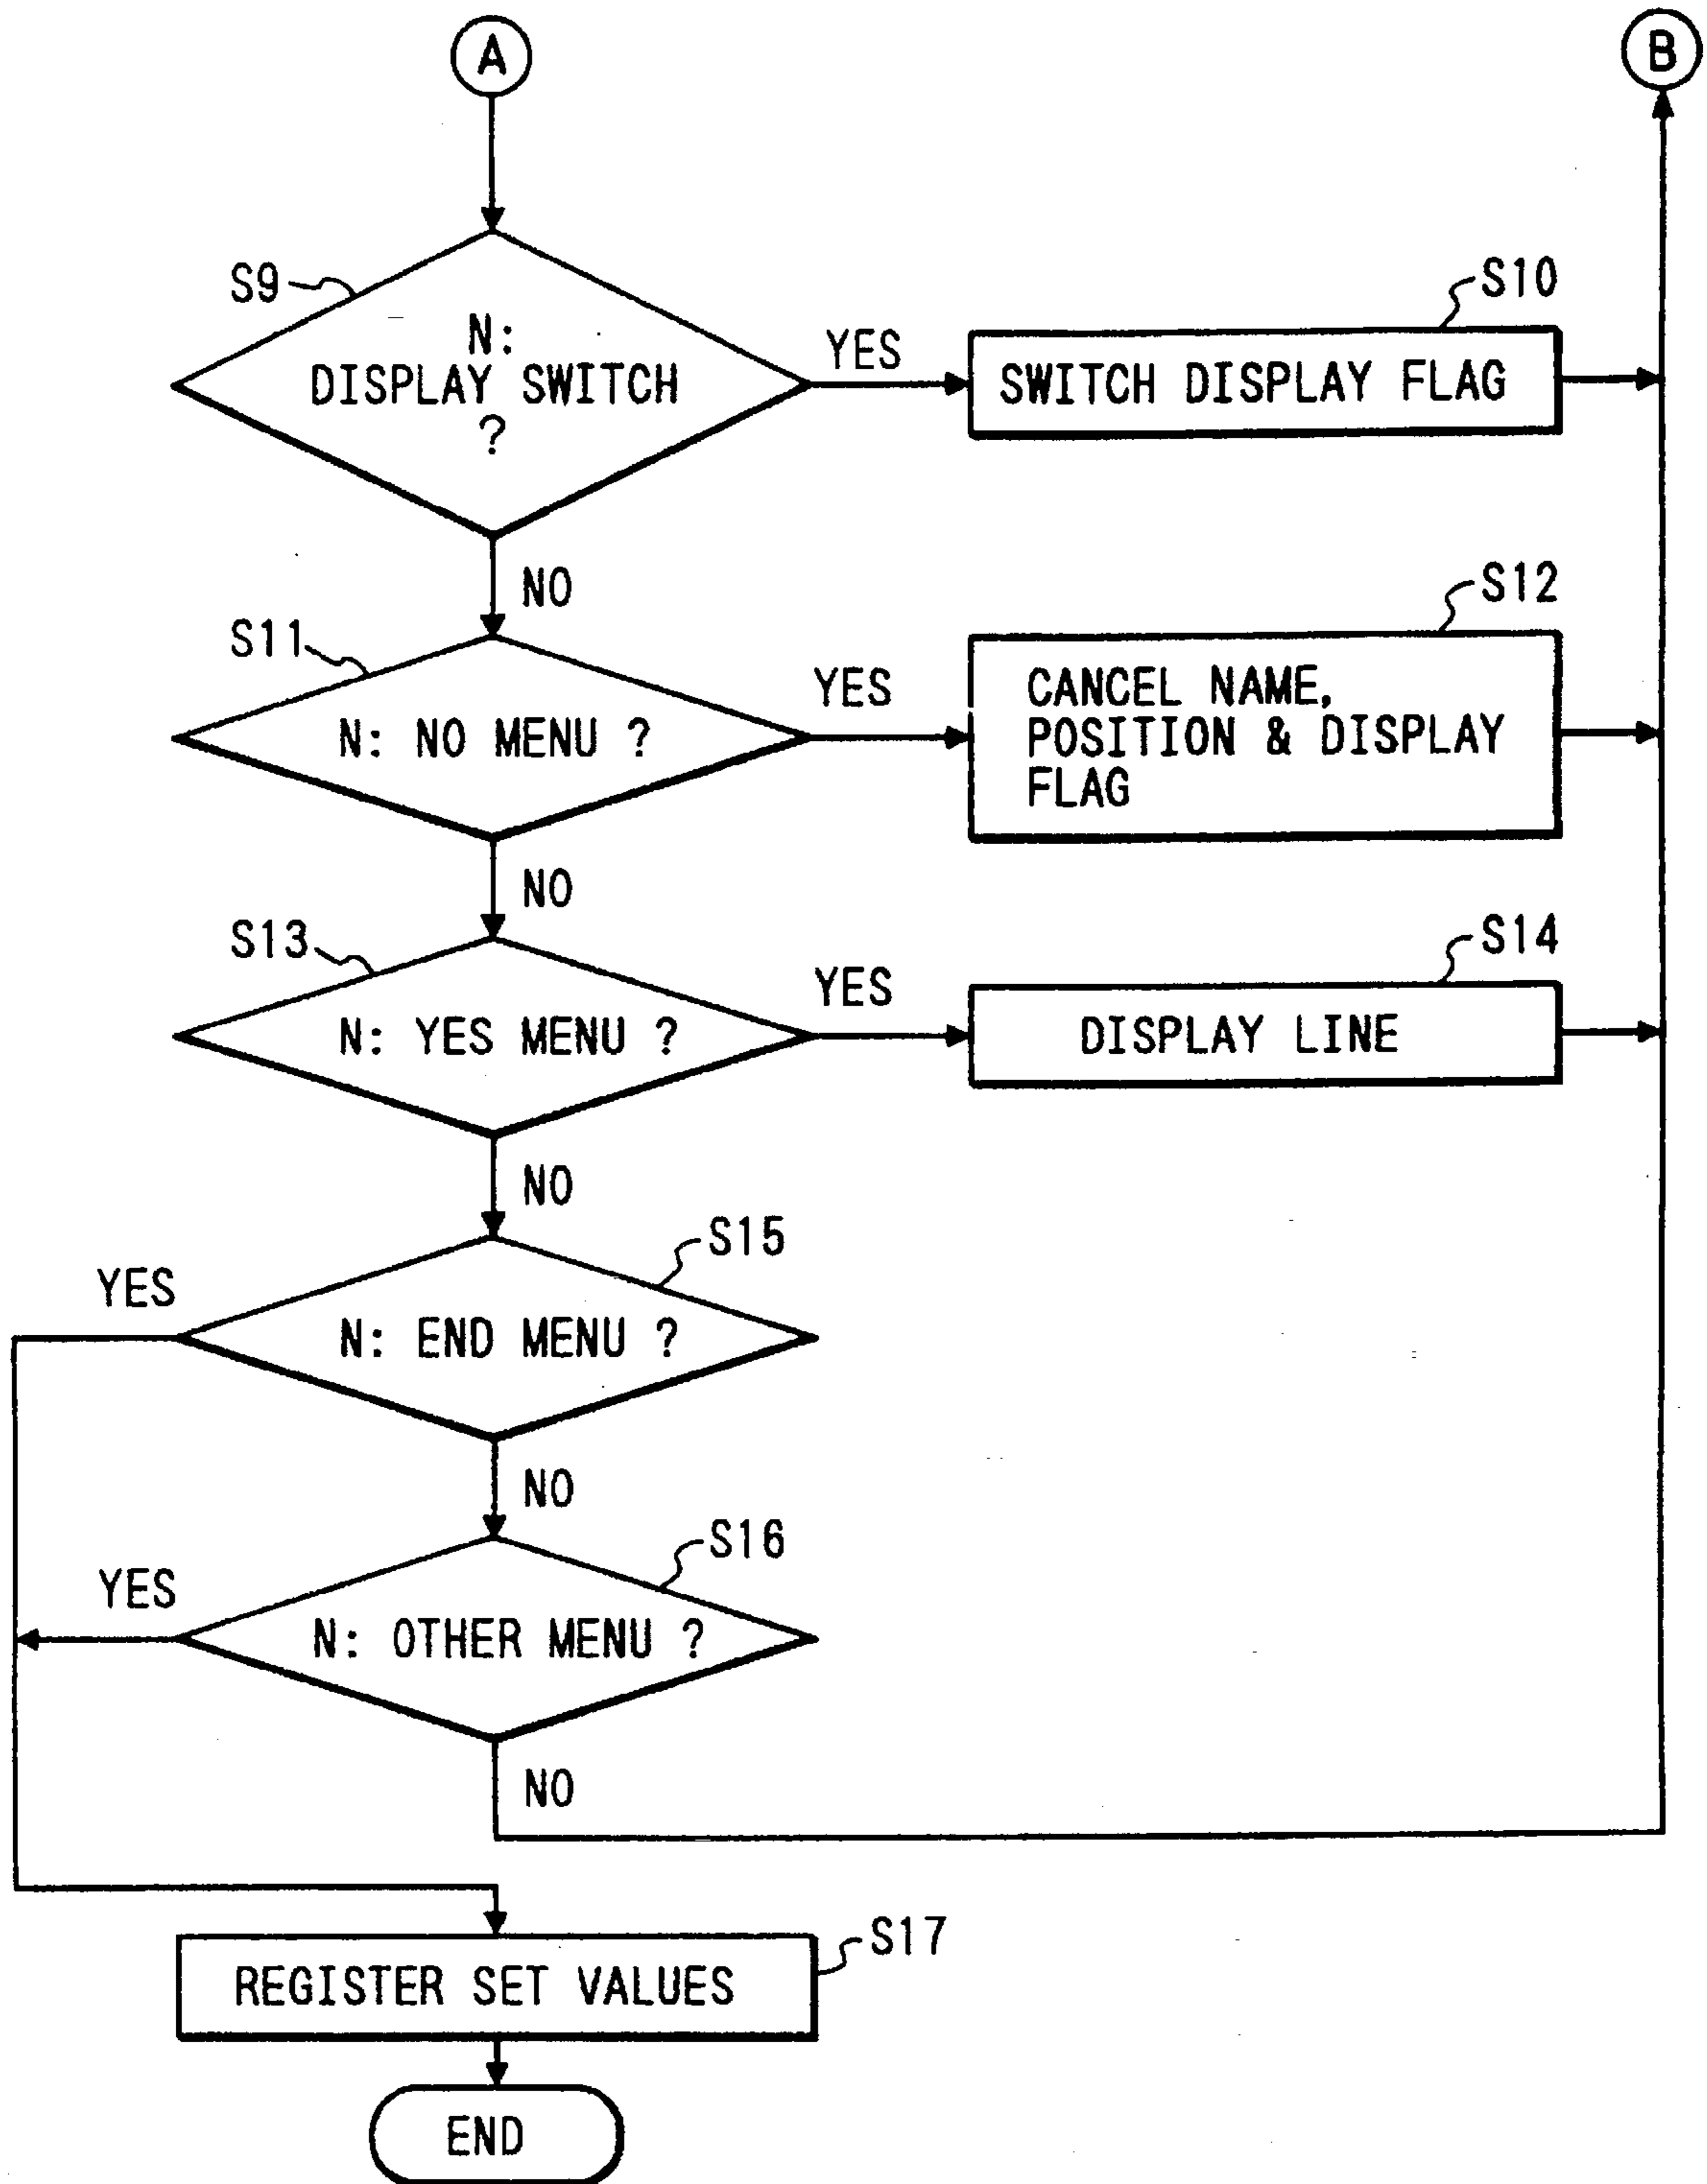 A
B
S9
N:
DISPLAY SWITCH
?
YES
S10
SWITCH DISPLAY FLAG
NO
S11
N: NO MENU ?
YES
S12
CANCEL NAME,
POSITION & DISPLAY
FLAG
NO
S13
N: YES MENU ?
YES
S14
DISPLAY LINE
NO
S15
YES
N: END MENU ?
NO
S16
YES
N: OTHER MENU ?
NO
S17
REGISTER SET VALUES
END